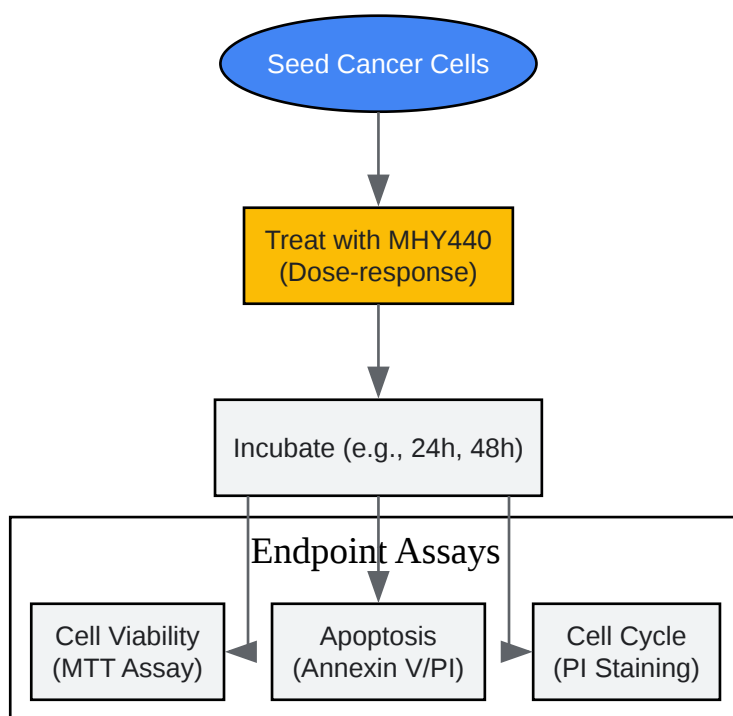 Seed Cancer Cells
Treat with MHY440
(Dose-response)
Incubate (e.g., 24h, 48h)
Endpoint Assays
Cell Viability
(MTT Assay)
Apoptosis
(Annexin V/PI)
Cell Cycle
(PI Staining)